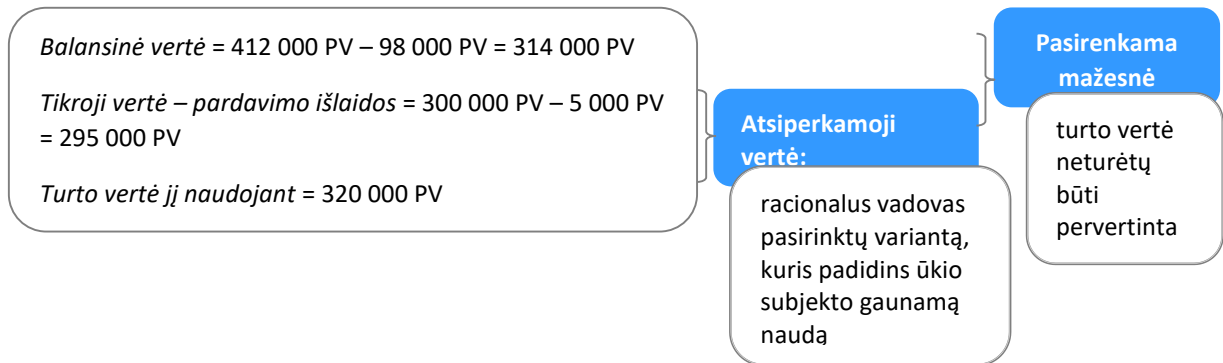 Balansinė vertė = 412 000 PV – 98 000 PV = 314 000 PV
Tikroji vertė – pardavimo išlaidos = 300 000 PV – 5 000 PV
= 295 000 PV
Turto vertė jį naudojant = 320 000 PV
Atsiperkamoji
vertė:
racionalus vadovas
pasirinktų variantą,
kuris padidins ūkio
subjekto gaunamą
naudą
Pasirenkama
mažesnė
turto vertė
neturėtų
būti
pervertinta